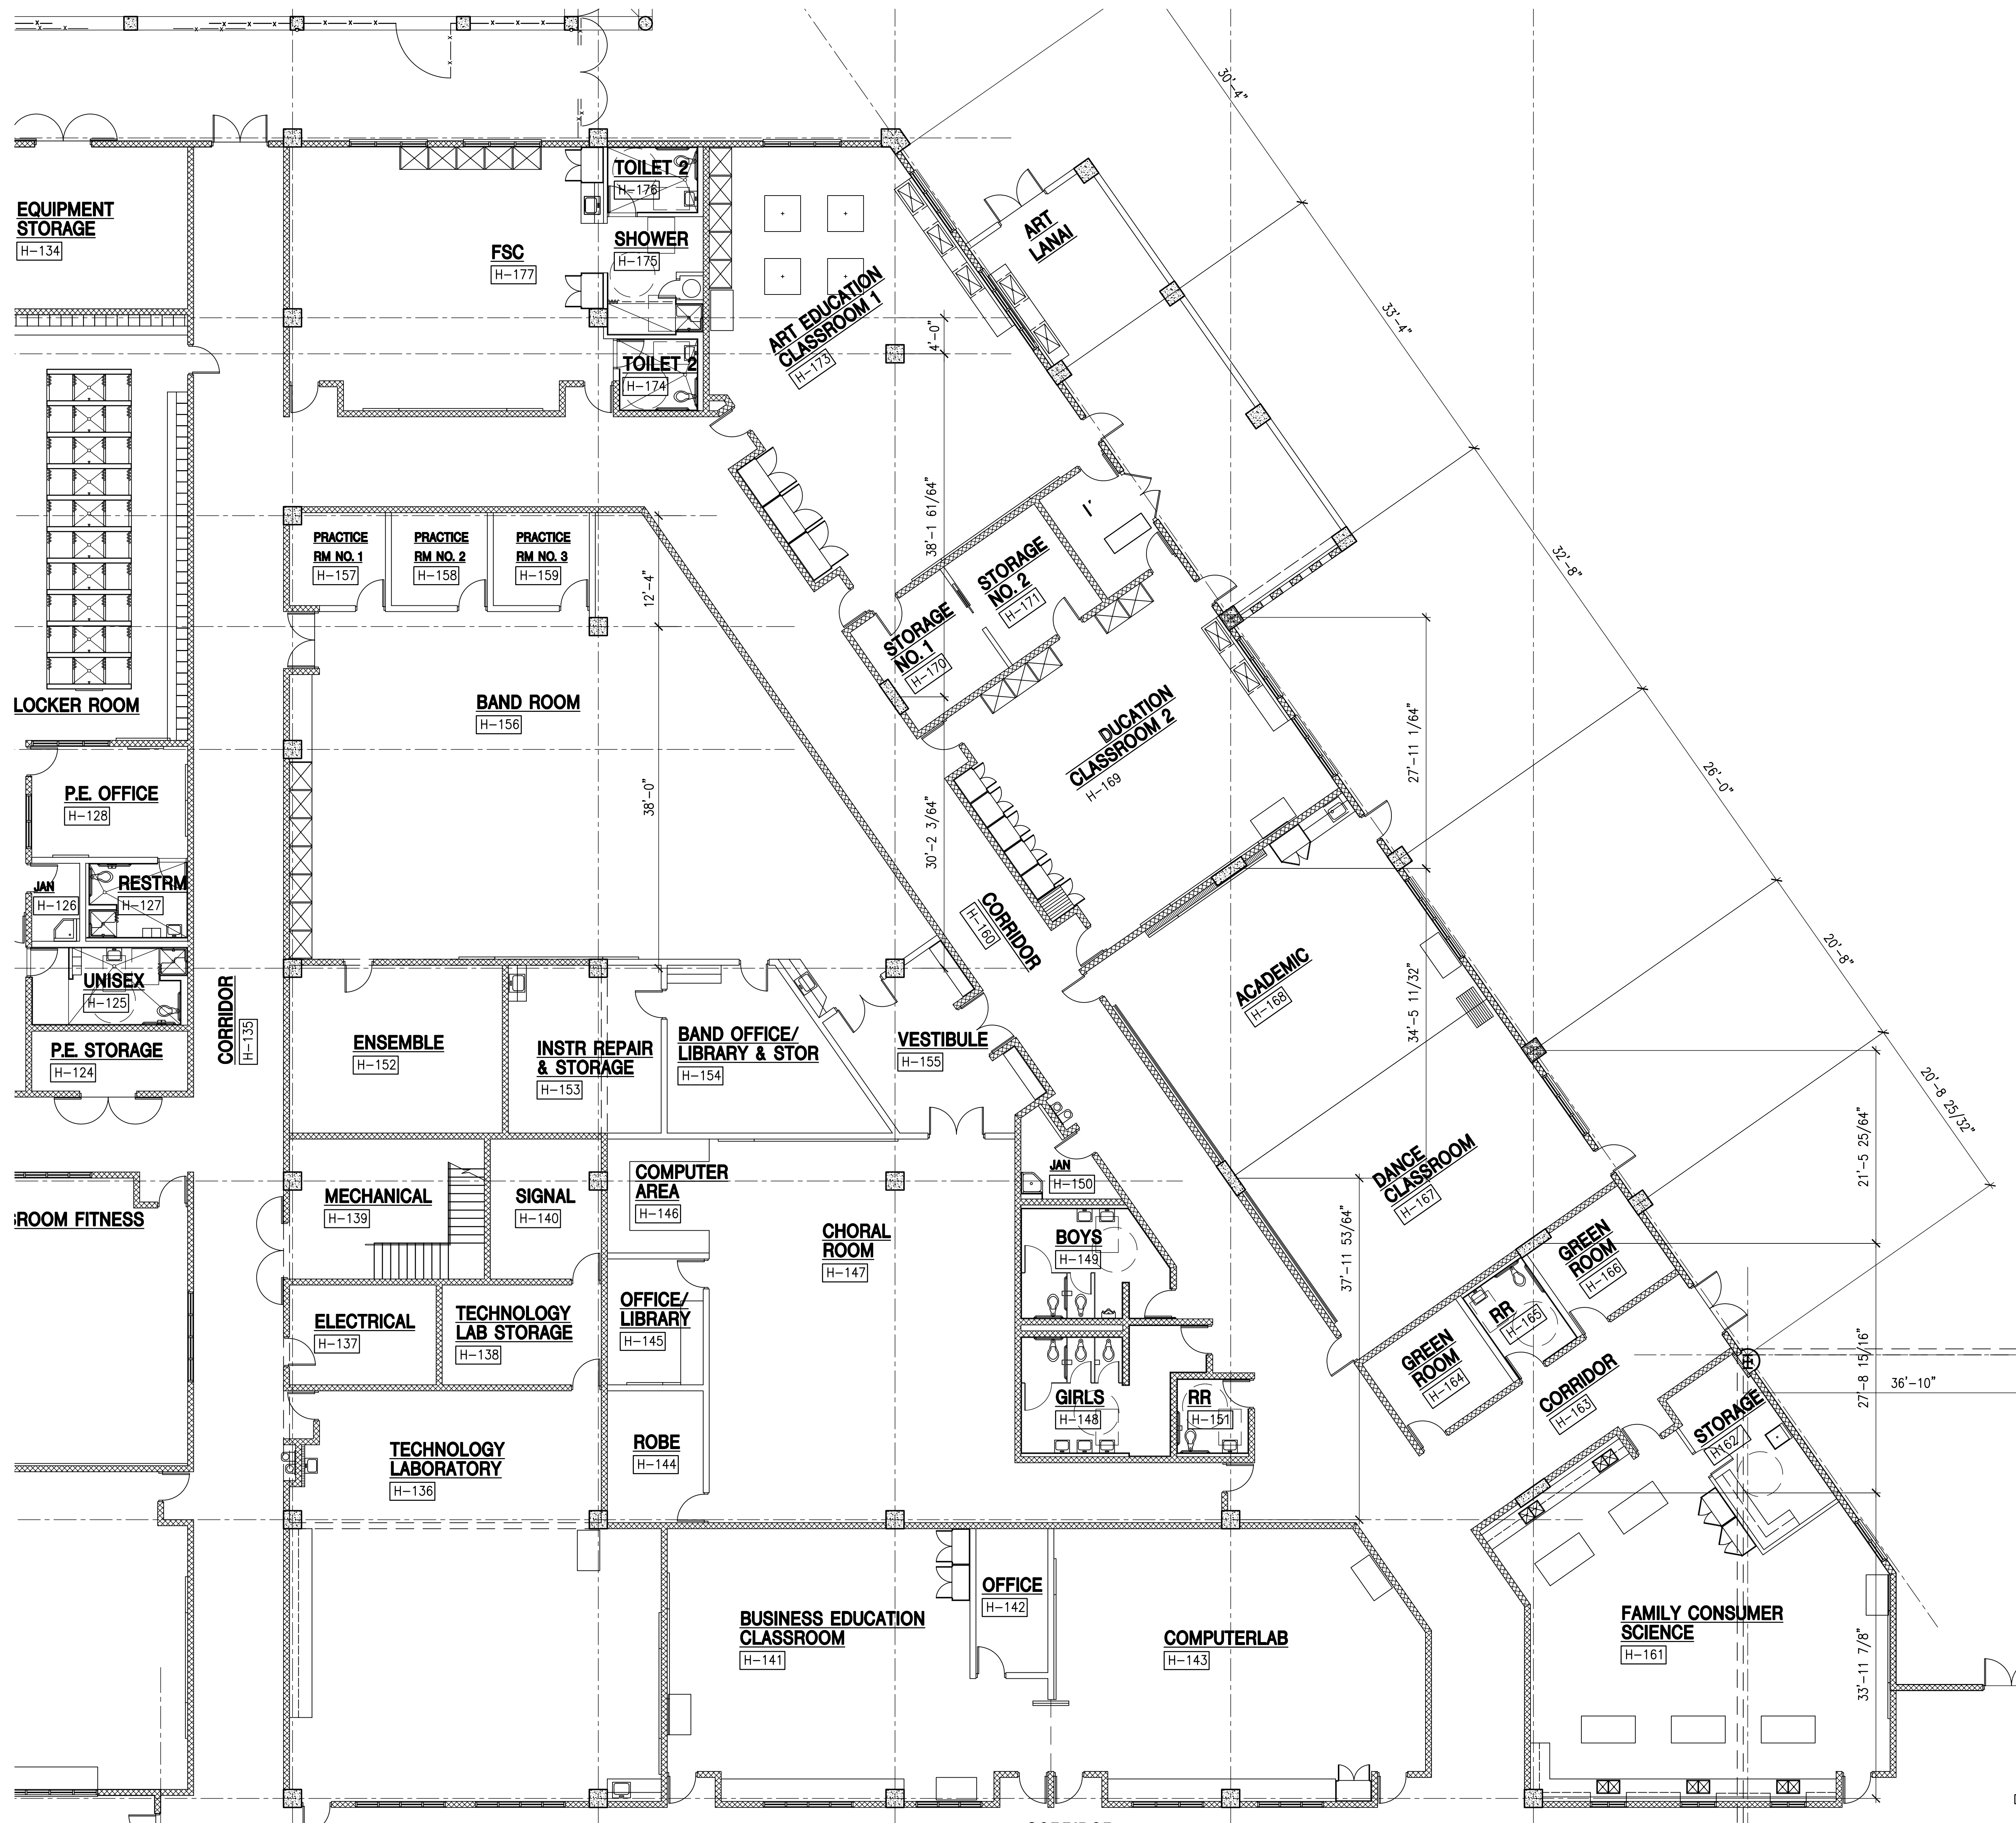 30'-4"
33'-4"
32'-8"
26'-0"
20'-8"
20'-8 25/32"
EQUIPMENT
STORAGE
H-134
FSC
H-177
TOILET 2
H-176
SHOWER
H-175
TOILET 2
H-174
ART
LANAI
ART EDUCATION
CLASSROOM 1
H-173
4'-0"
38'-1 61/64"
30'-2 3/64"
PRACTICE
RM NO. 1
H-157
PRACTICE
RM NO. 2
H-158
PRACTICE
RM NO. 3
H-159
12'-4"
38'-0"
STORAGE
NO. 2
H-171
STORAGE
NO. 1
H-170
LOCKER ROOM
BAND ROOM
H-156
DUCATION
CLASSROOM 2
H-169
27'-11 1/64"
P.E. OFFICE
H-128
JAN
H-126
RESTRM
H-127
UNISEX
H-125
P.E. STORAGE
H-124
CORRIDOR
H-135
CORRIDOR
H-160
ACADEMIC
H-168
34'-5 11/32"
ENSEMBLE
H-152
INSTR REPAIR
& STORAGE
H-153
BAND OFFICE/
LIBRARY & STOR
H-154
VESTIBULE
H-155
MECHANICAL
H-139
SIGNAL
H-140
COMPUTER
AREA
H-146
CHORAL
ROOM
H-147
JAN
H-150
BOYS
H-149
DANCE
CLASSROOM
H-167
21'-5 25/64"
37'-11 53/64"
ROOM FITNESS
ELECTRICAL
H-137
TECHNOLOGY
LAB STORAGE
H-138
OFFICE/
LIBRARY
H-145
GIRLS
H-148
RR
H-151
GREEN
ROOM
H-166
RR
H-165
GREEN
ROOM
H-164
CORRIDOR
H-163
STORAGE
H162
27'-8 15/16"
36'-10"
TECHNOLOGY
LABORATORY
H-136
ROBE
H-144
BUSINESS EDUCATION
CLASSROOM
H-141
OFFICE
H-142
COMPUTERLAB
H-143
FAMILY CONSUMER
SCIENCE
H-161
33'-11 7/8"